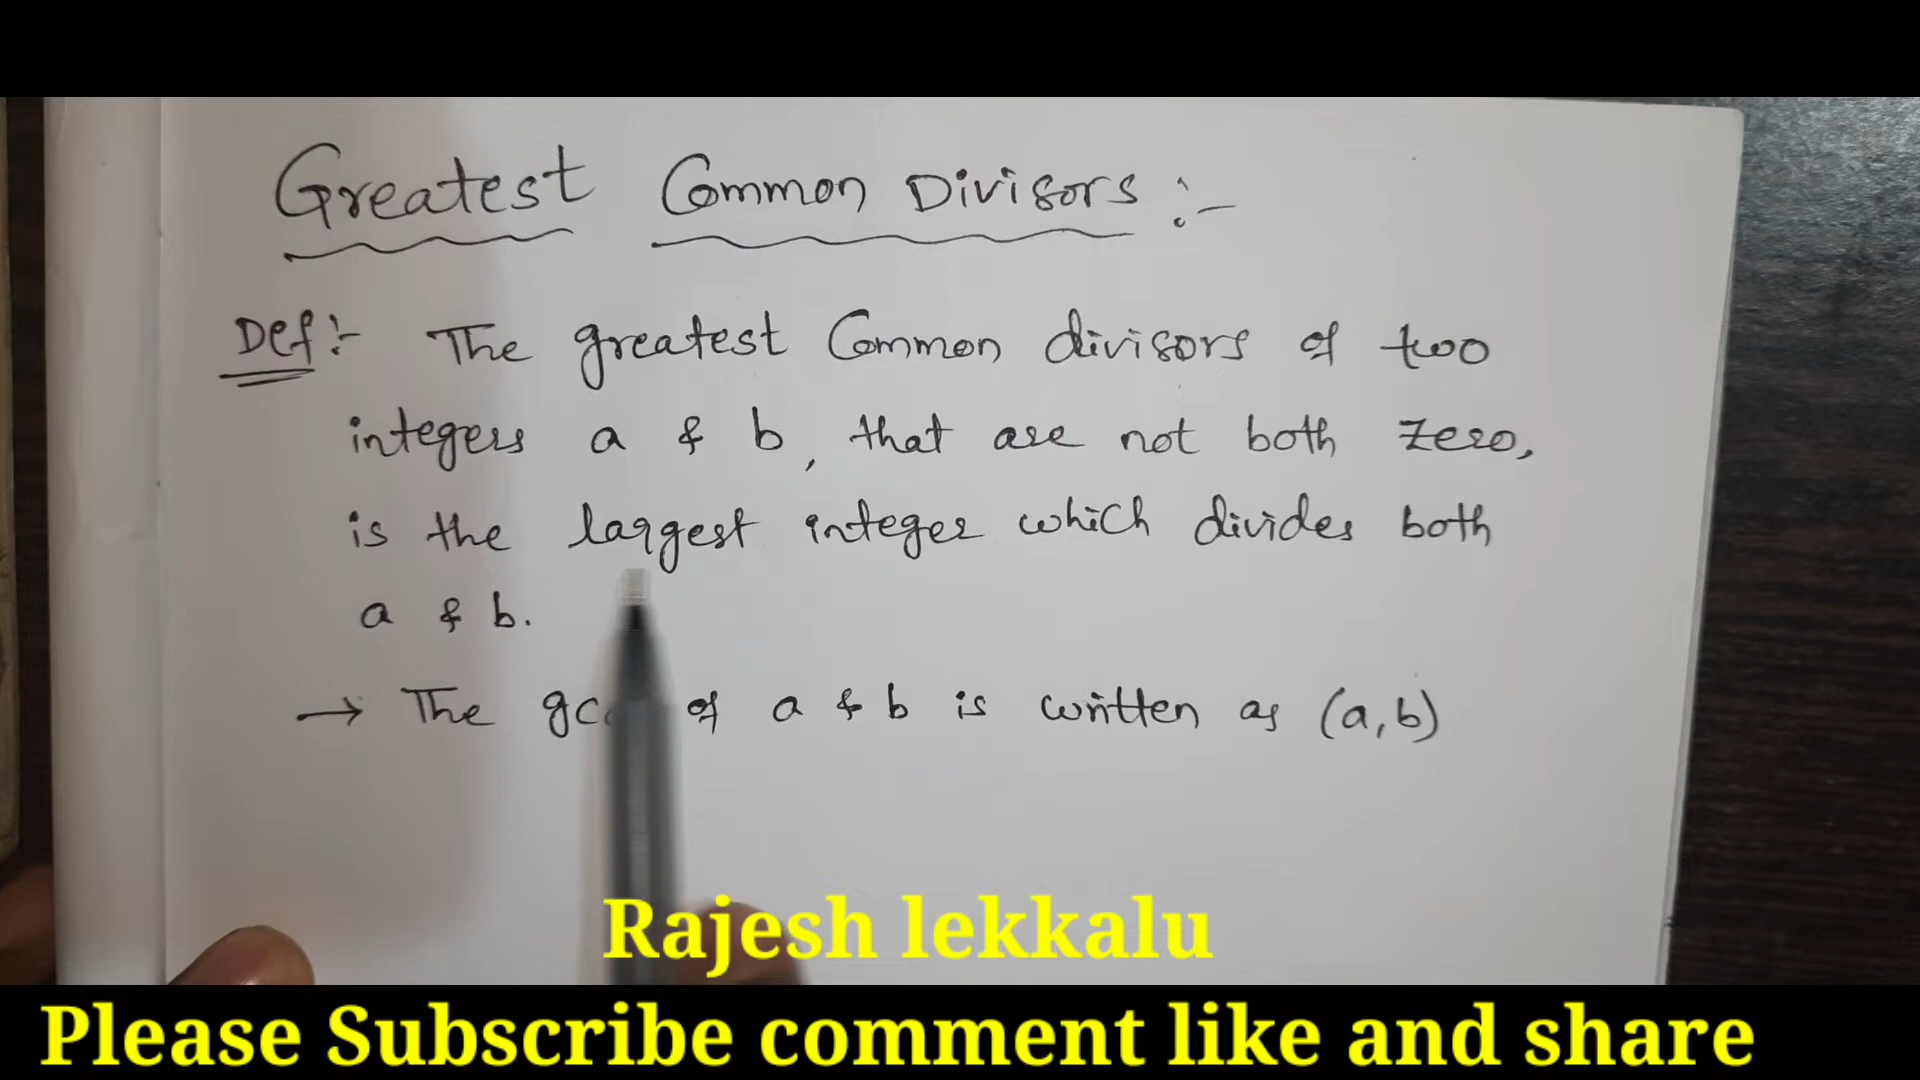 Greatest Common Divisors :-
Def:- The greatest Common divisors of two
integers a & b, that are not both zero,
is the largest integer which divides both
a & b.
→ The of a & b is written as (a,b)
Rajesh lekkalu
Please Subscribe comment like and share